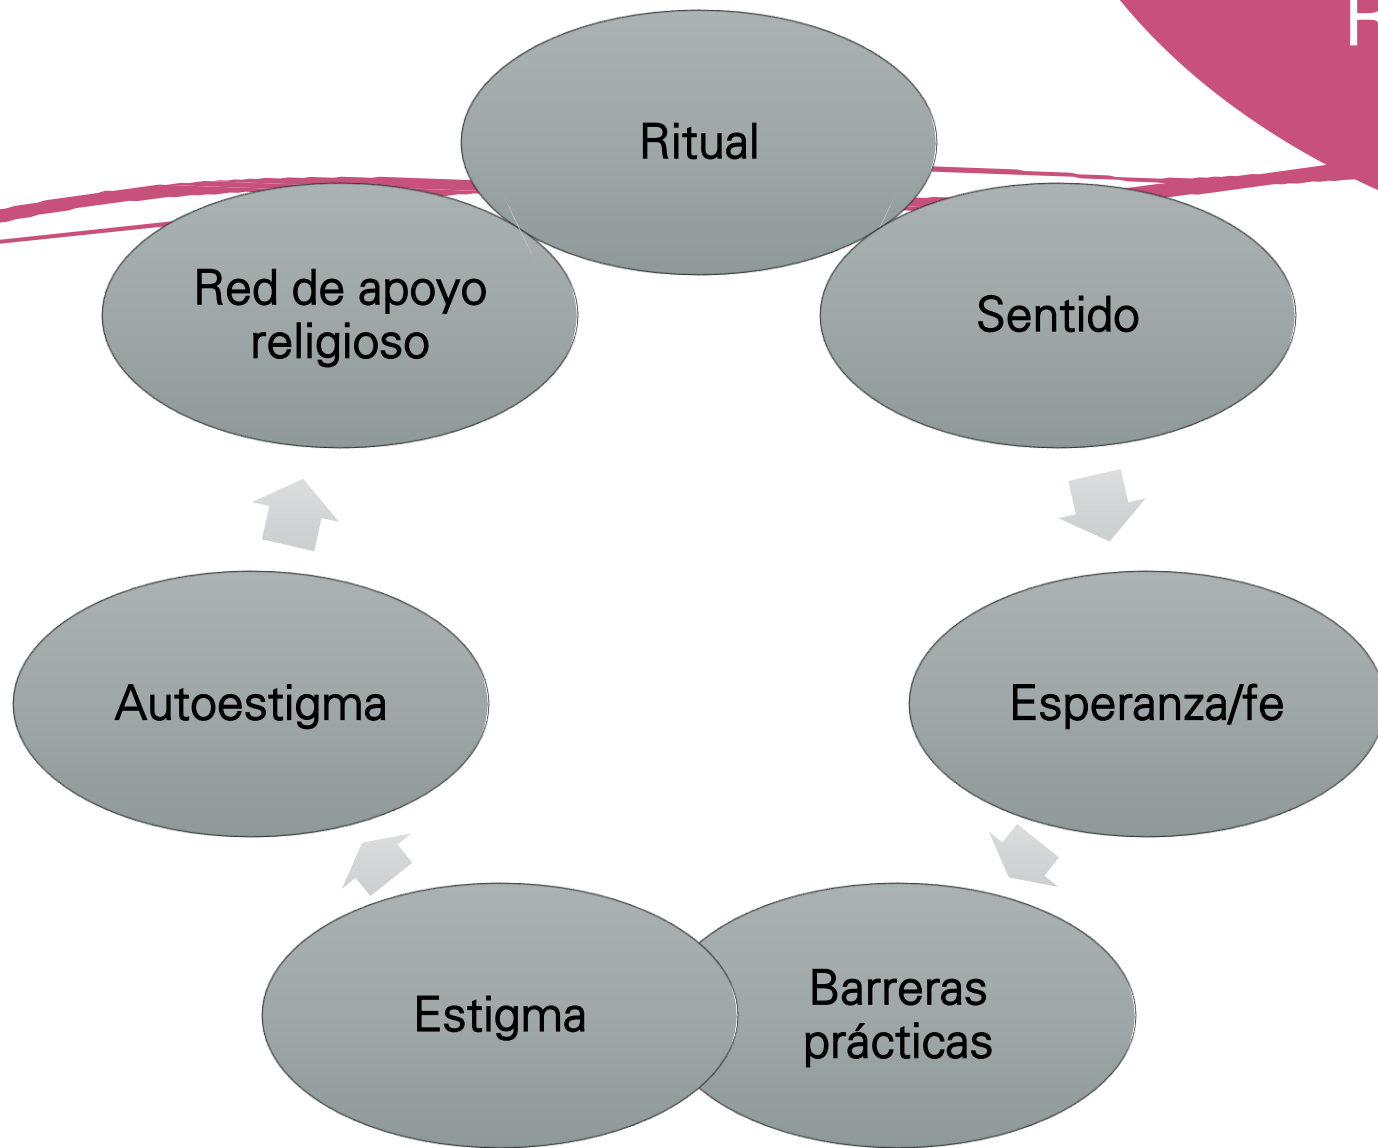 R
Ritual
Sentido
Esperanza/fe
Barreras
prácticas
Estigma
Autoestigma
Red de apoyo
religioso